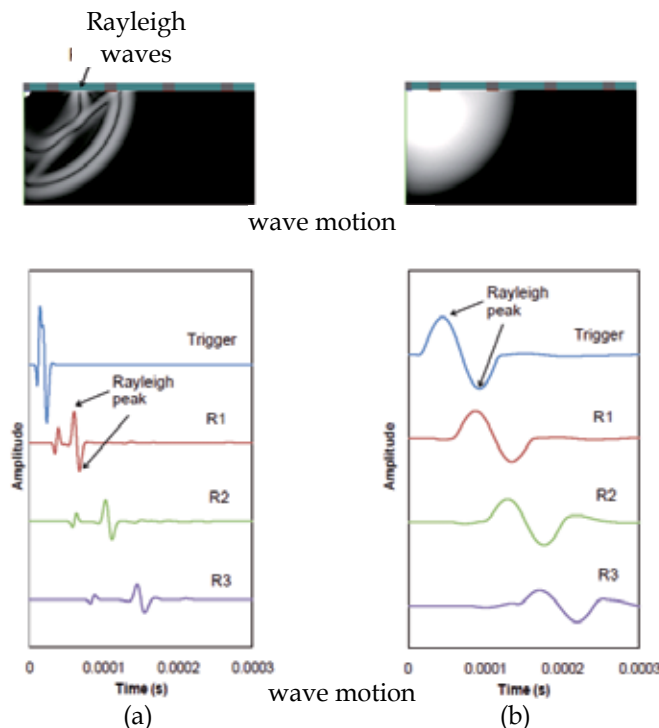 Rayleigh
waves
wave motion
Rayleigh
peak
Trigger
R1
R2
R3
Amplitude
0 0.0001 0.0002 0.0003
Time (s)
Rayleigh
peak
Trigger
R1
R2
R3
Amplitude
0 0.0001 0.0002 0.0003
Time (s)
wave motion
(a) (b)